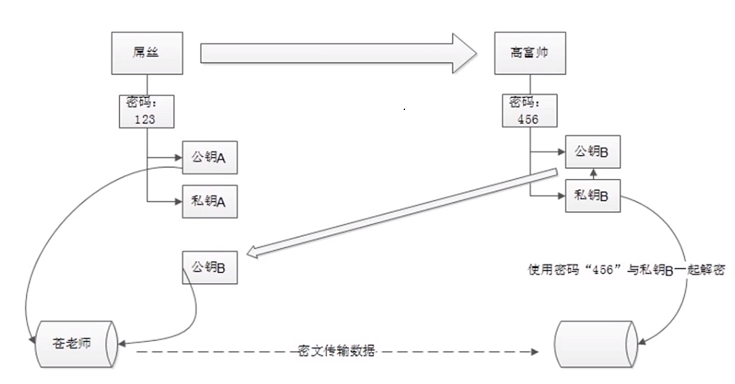 屌丝
高富帅
密码：
123
密码：
456
公钥A
公钥B
私钥A
私钥B
公钥B
使用密码“456”与私钥B一起解密
苍老师
密文传输数据